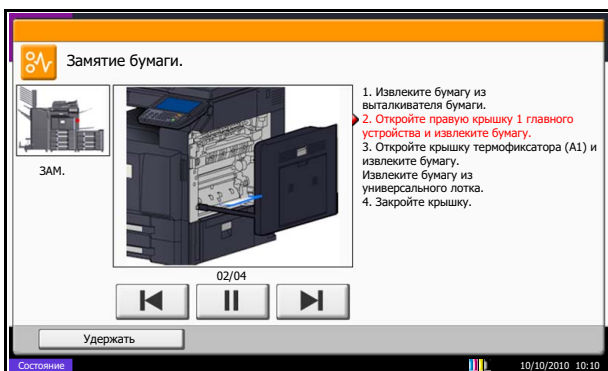 Замятие бумаги.
ЗАМ.
1. Извлеките бумагу из
выталкивателя бумаги.
2. Откройте правую крышку 1 главного
устройства и извлеките бумагу.
3. Откройте крышку термофиксатора (A1) и
извлеките бумагу.
Извлеките бумагу из
универсального лотка.
4. Закройте крышку.
02/04
Удержать
Состояние
10/10/2010 10:10